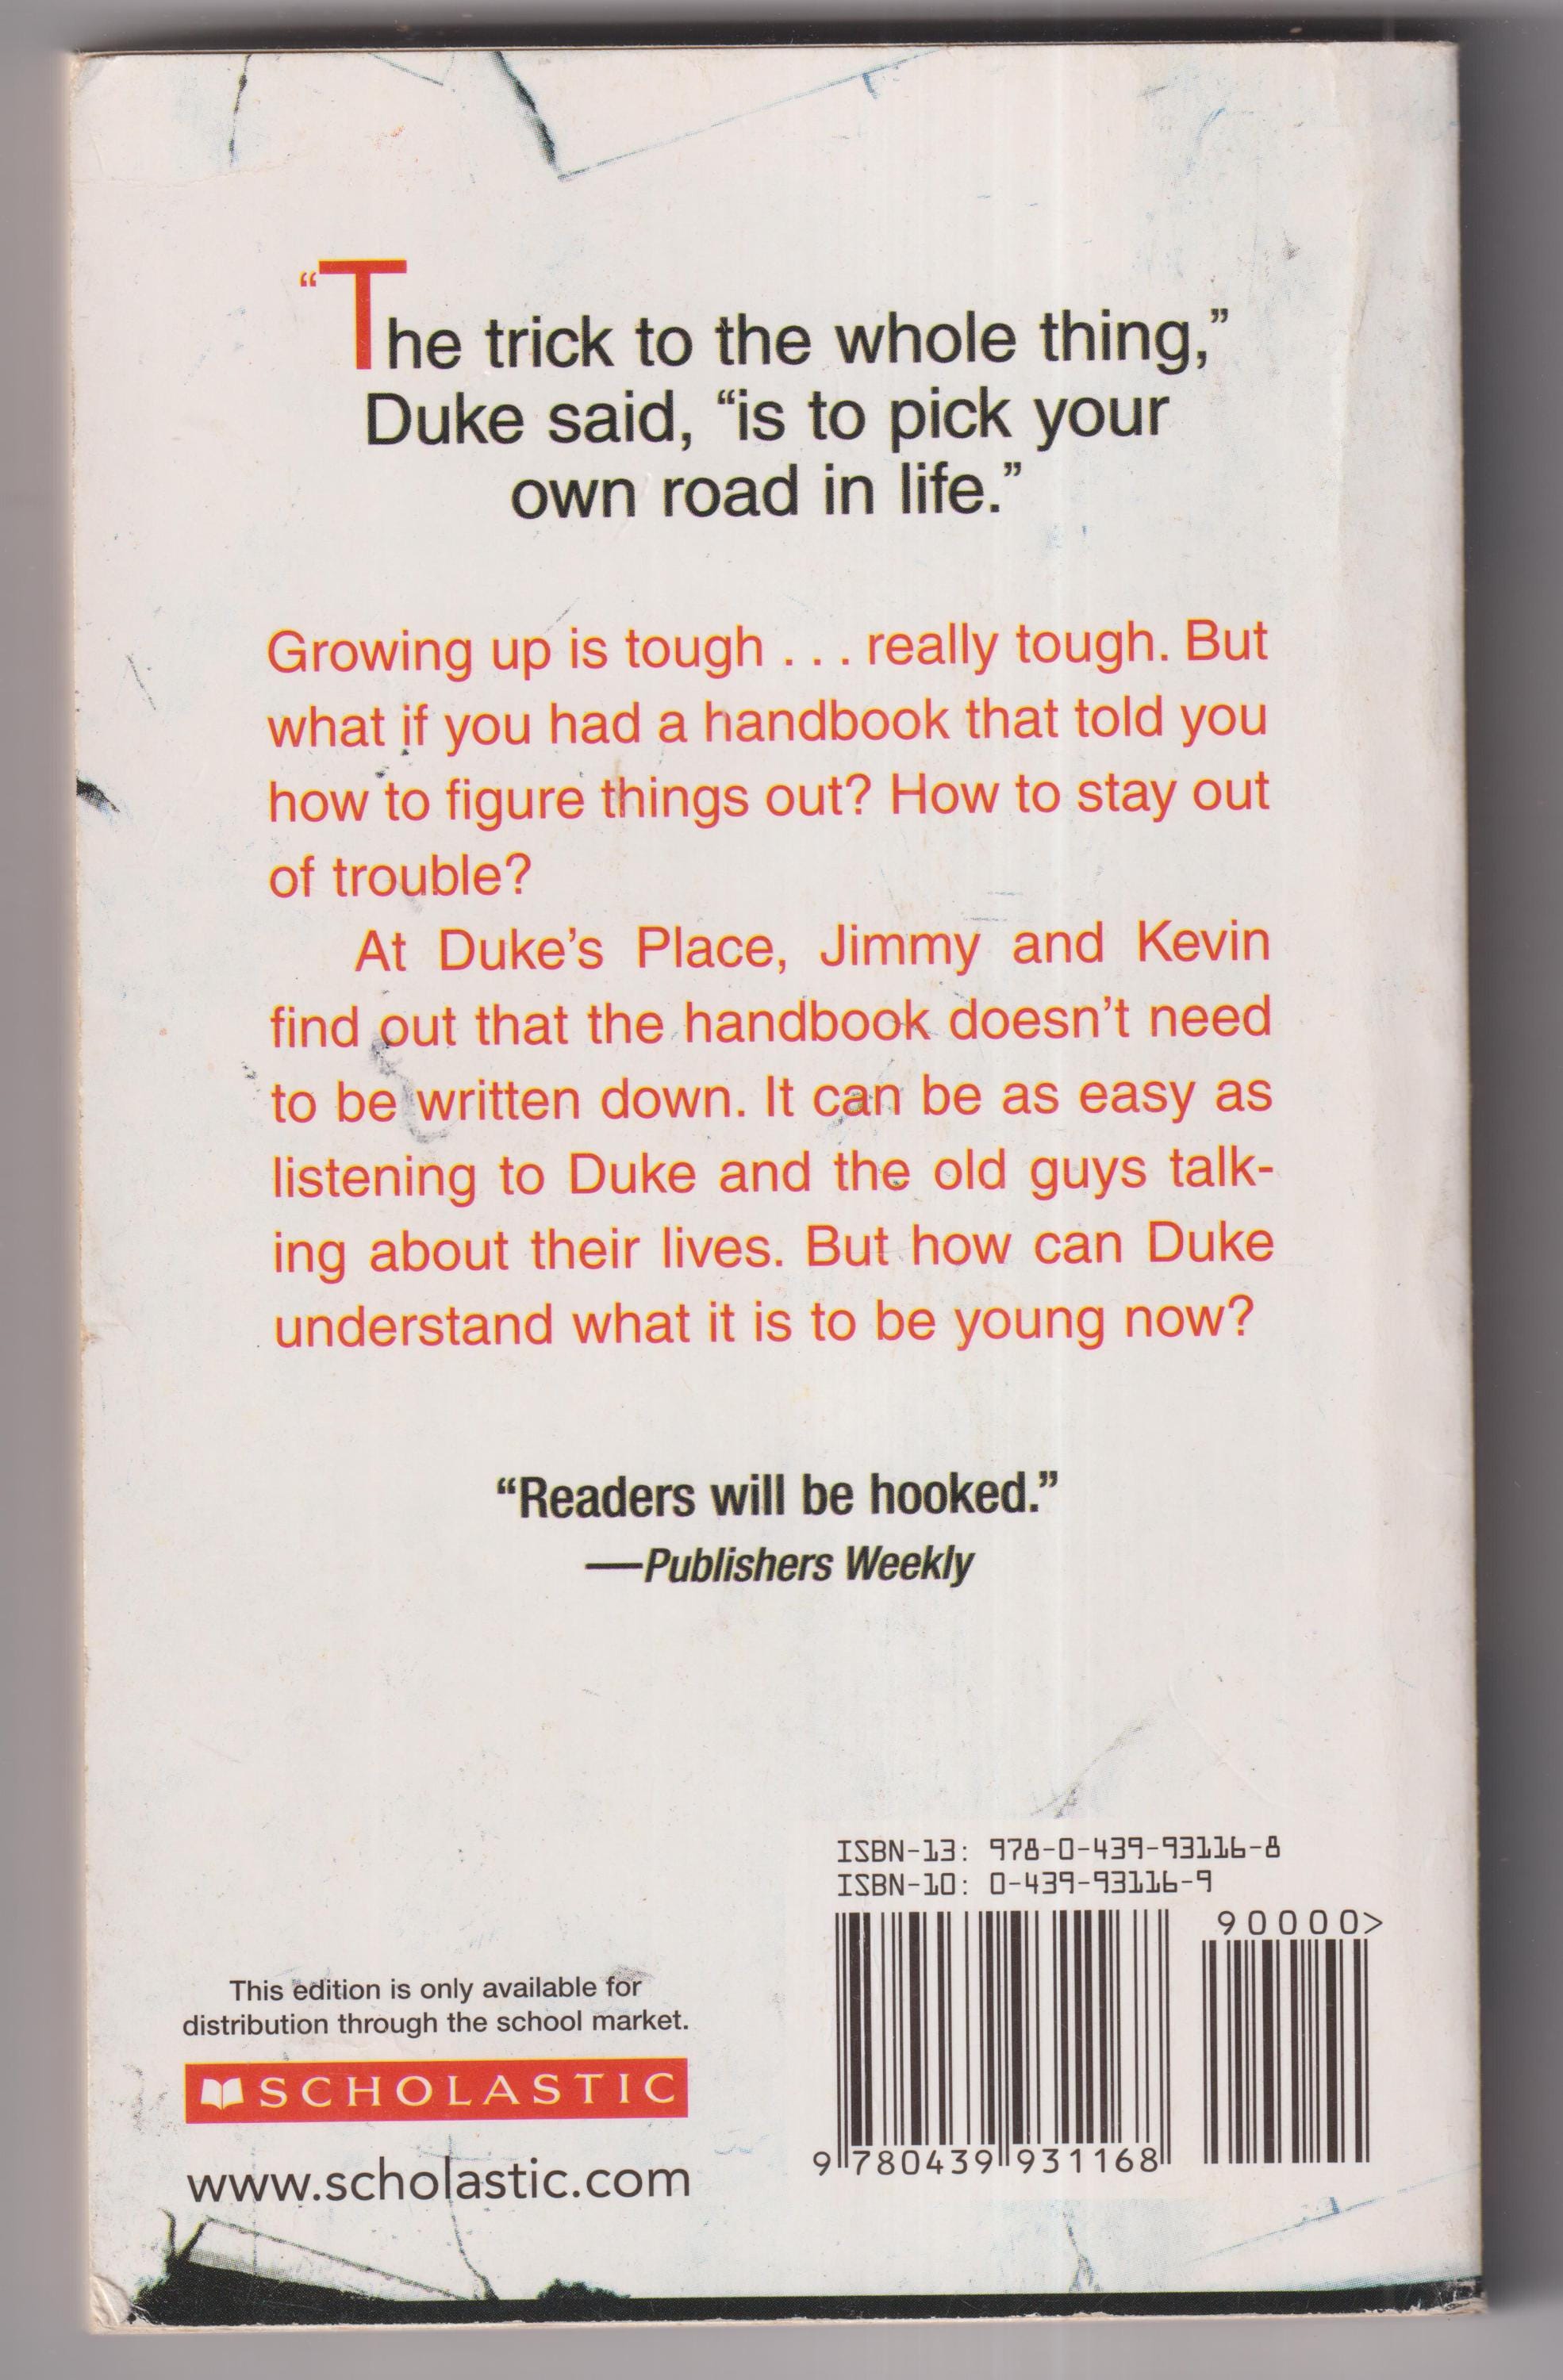 “The trick to the whole thing,”
Duke said, “is to pick your
own road in life.”
Growing up is tough . . . really tough. But
what if you had a handbook that told you
how to figure things out? How to stay out
of trouble?
At Duke’s Place, Jimmy and Kevin
find out that the handbook doesn’t need
to be written down. It can be as easy as
listening to Duke and the old guys talk-
ing about their lives. But how can Duke
understand what it is to be young now?
“Readers will be hooked.”
—Publishers Weekly
ISBN-13: 978-0-439-93116-8
ISBN-10: 0-439-93116-9
90000>
9 780439 931168
This edition is only available for
distribution through the school market.
SCHOLASTIC
www.scholastic.com